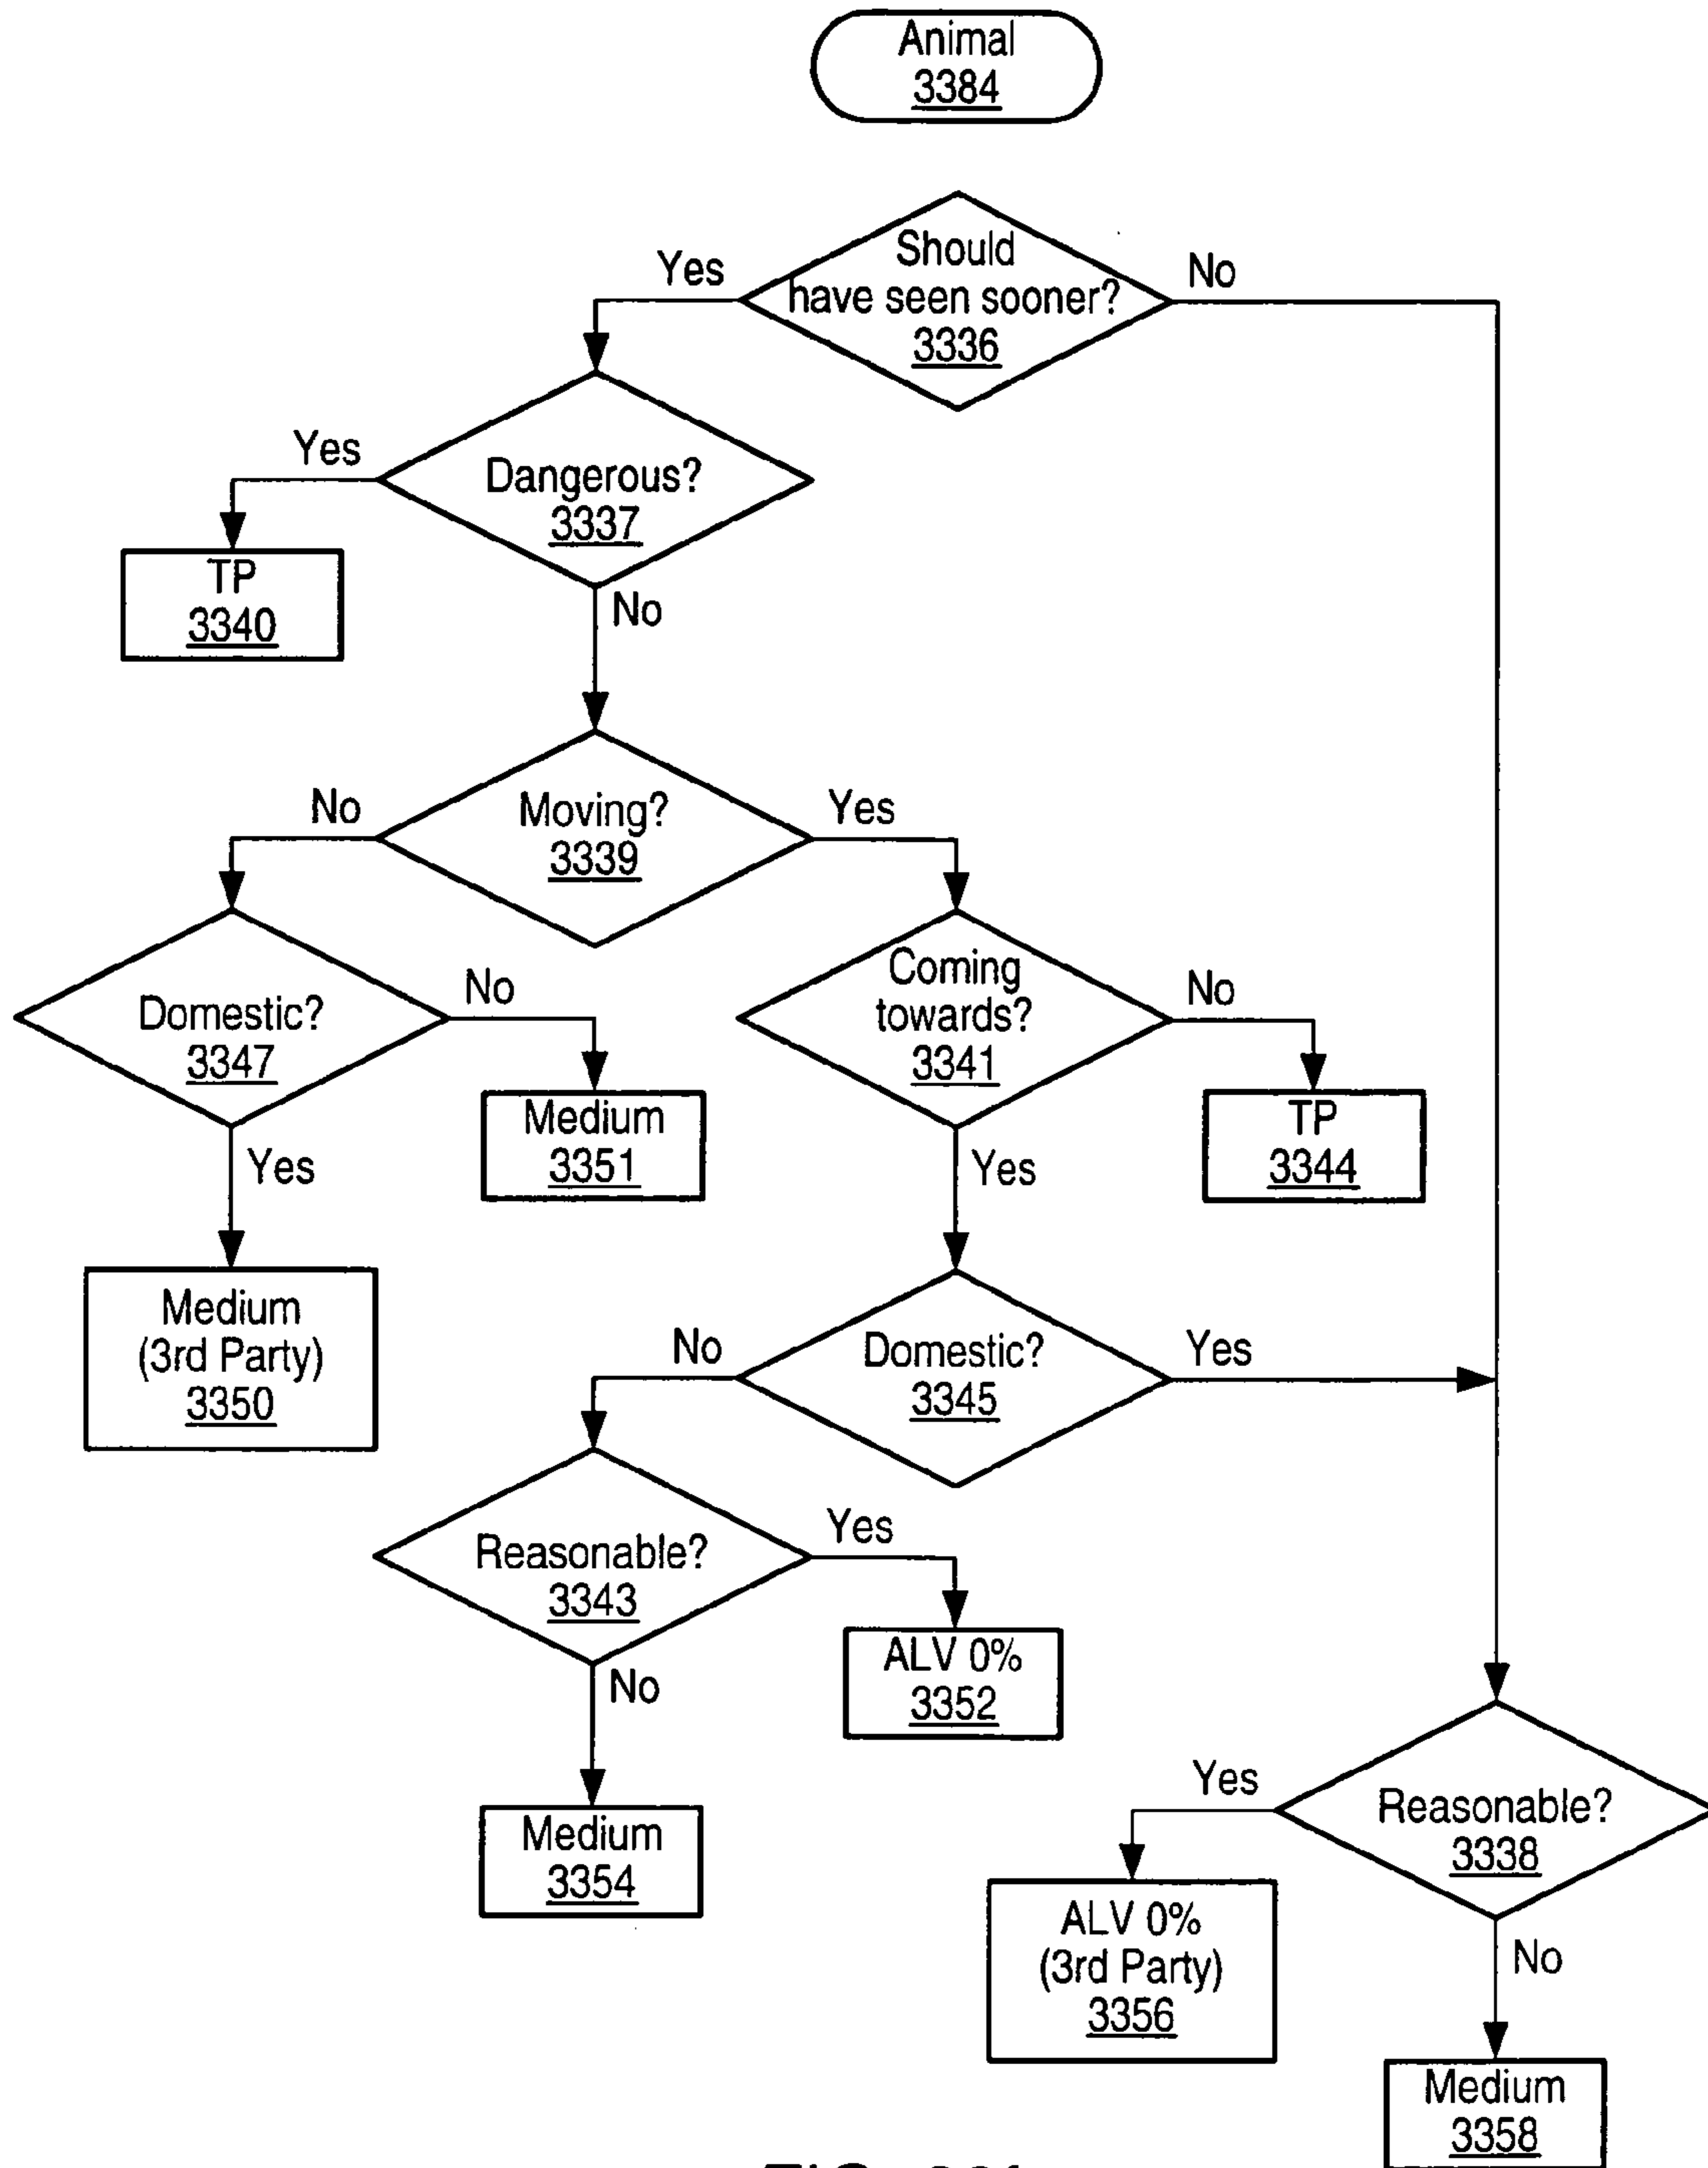 Animal
3384
Should
have seen sooner?
3336
Yes
No
Dangerous?
3337
Yes
No
TP
3340
Moving?
3339
No
Yes
Domestic?
3347
No
Yes
Coming
towards?
3341
No
Yes
Medium
3351
TP
3344
Medium
(3rd Party)
3350
Domestic?
3345
No
Yes
Reasonable?
3343
Yes
No
ALV 0%
3352
Medium
3354
Reasonable?
3338
Yes
No
ALV 0%
(3rd Party)
3356
Medium
3358